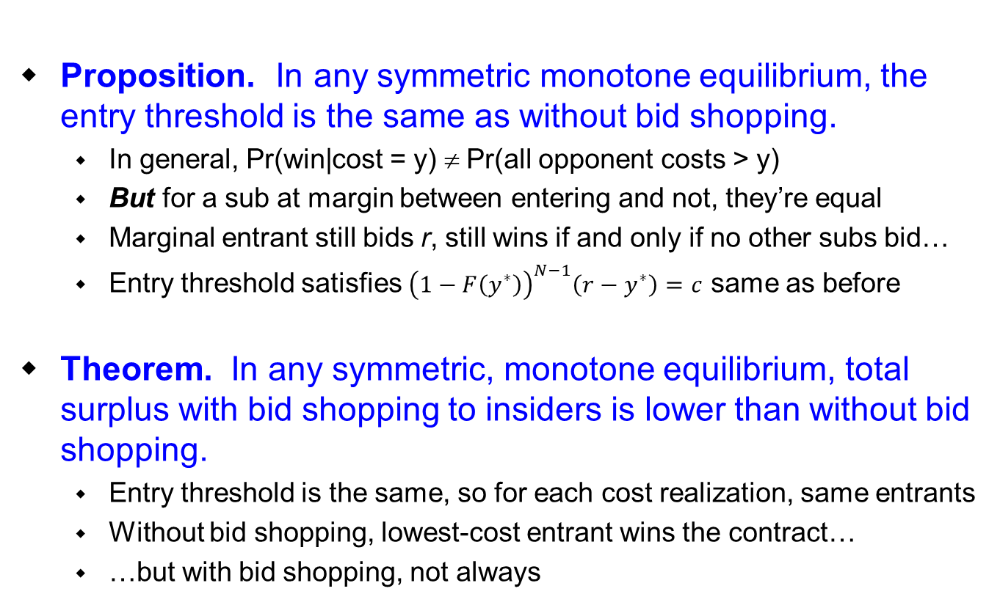 ◆ Proposition. In any symmetric monotone equilibrium, the
entry threshold is the same as without bid shopping.
◆ In general, Pr(win|cost = y) ≠ Pr(all opponent costs > y)
◆ But for a sub at margin between entering and not, they're equal
◆ Marginal entrant still bids r, still wins if and only if no other subs bid…
◆ Entry threshold satisfies (1 − F(y*))^{N−1}(r − y*) = c same as before
◆ Theorem. In any symmetric, monotone equilibrium, total
surplus with bid shopping to insiders is lower than without bid
shopping.
◆ Entry threshold is the same, so for each cost realization, same entrants
◆ Without bid shopping, lowest-cost entrant wins the contract…
◆ …but with bid shopping, not always